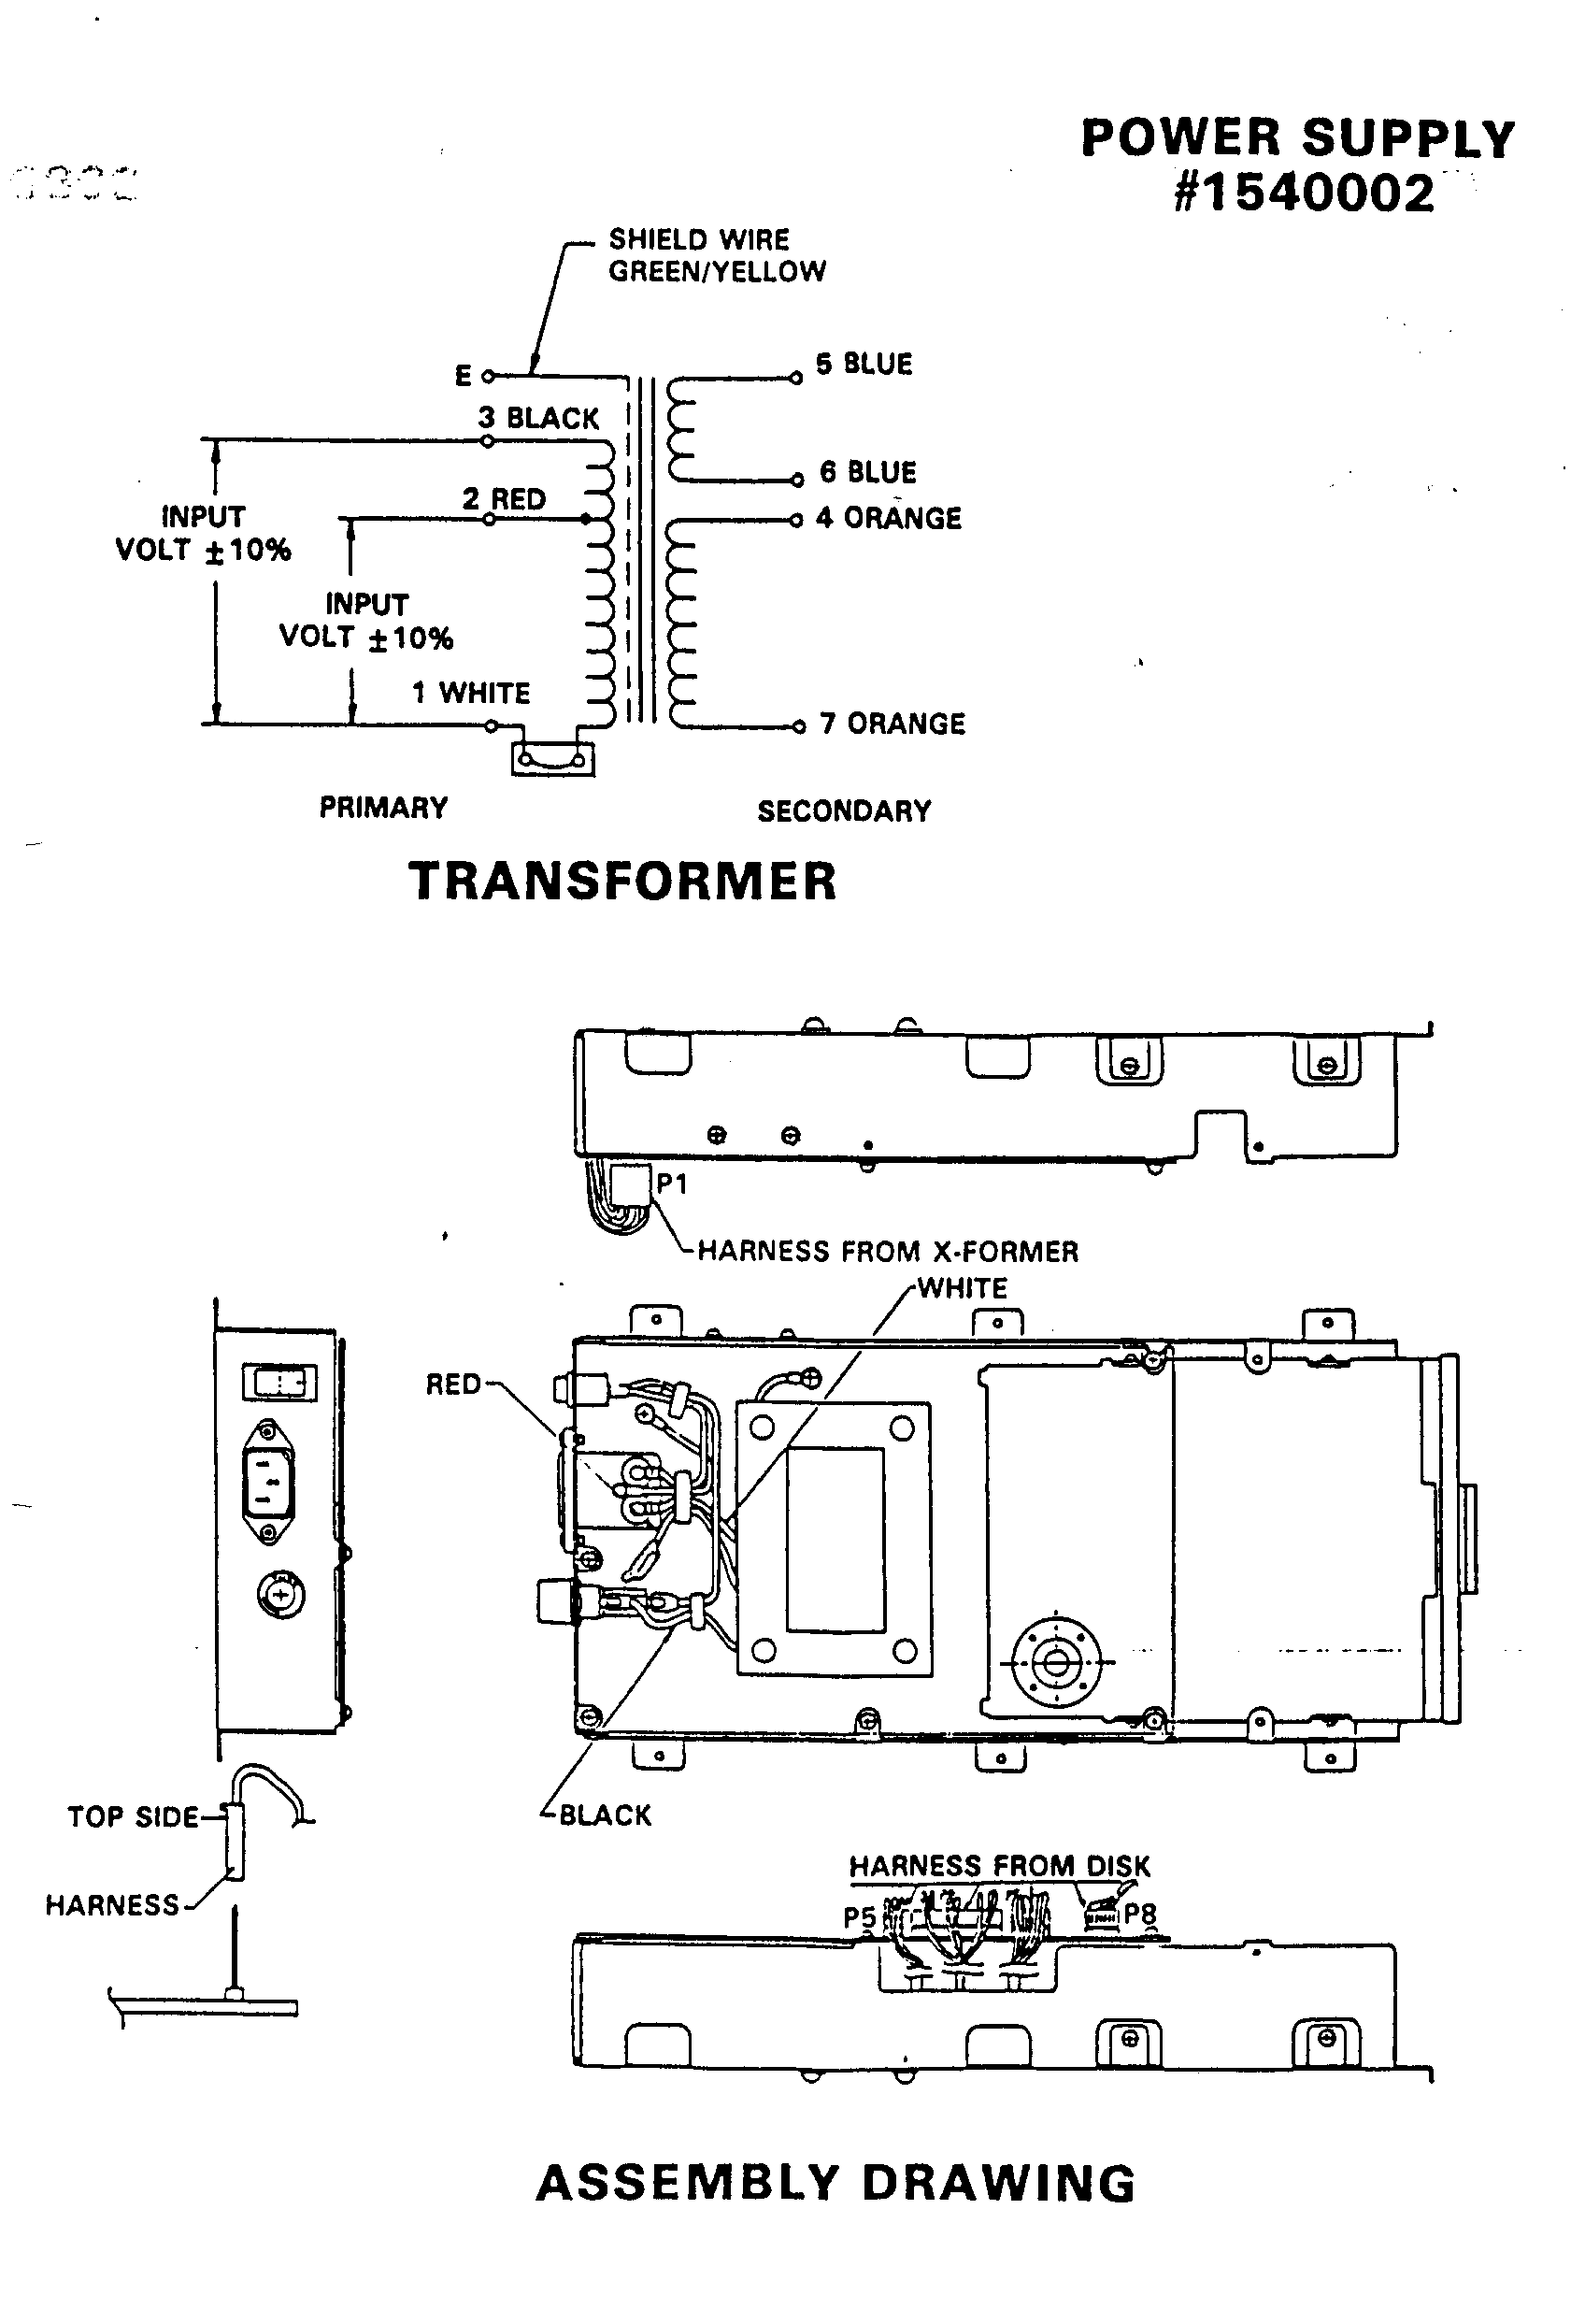 POWER SUPPLY
#1540002
SHIELD WIRE
GREEN/YELLOW
E
5 BLUE
3 BLACK
6 BLUE
2 RED
4 ORANGE
INPUT
VOLT ±10%
INPUT
VOLT ±10%
1 WHITE
7 ORANGE
PRIMARY
SECONDARY
TRANSFORMER
P1
HARNESS FROM X-FORMER
WHITE
RED
TOP SIDE
BLACK
HARNESS
HARNESS FROM DISK
P5
P8
ASSEMBLY DRAWING